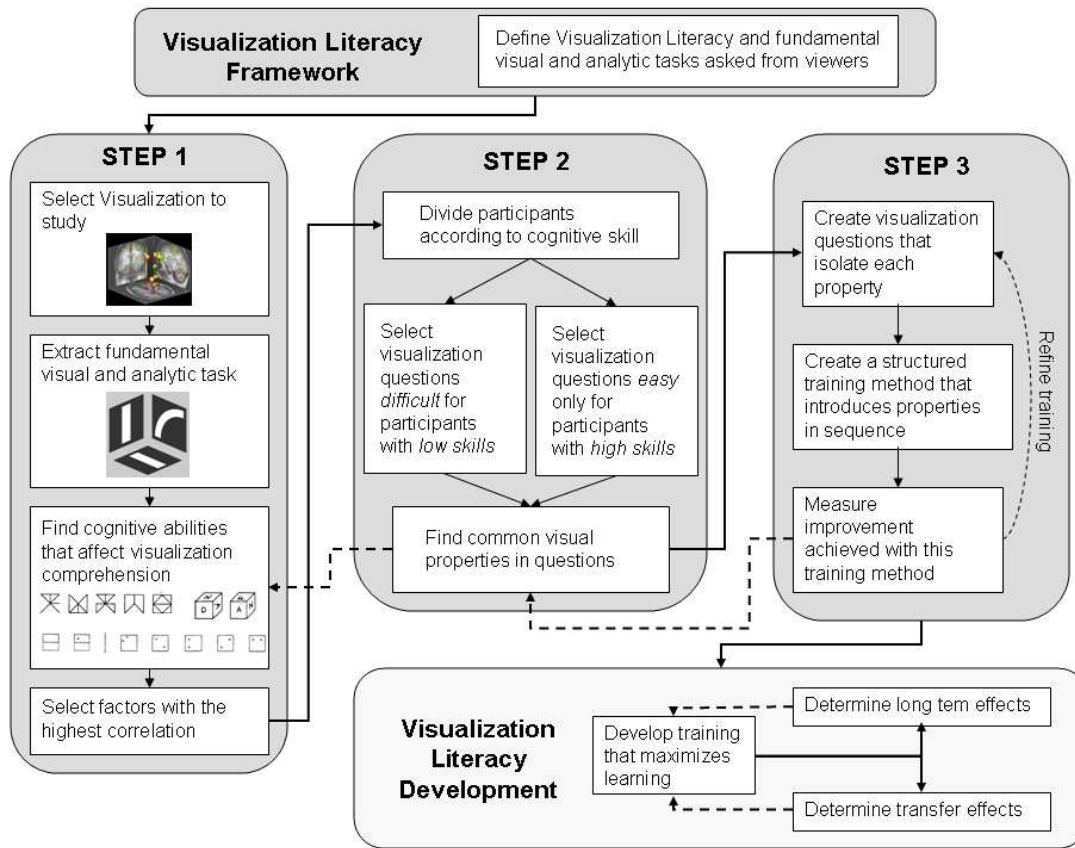 Visualization Literacy
Framework
Define Visualization Literacy and fundamental
visual and analytic tasks asked from viewers
STEP 1
Select Visualization to
study
Extract fundamental
visual and analytic task
Find cognitive abilities
that affect visualization
comprehension
D
A
Select factors with the
highest correlation
STEP 2
Divide participants
according to cognitive skill
Select
visualization
questions
difficult for
participants
with low skills
Select
visualization
questions easy
only for
participants
with high skills
Find common visual
properties in questions
STEP 3
Create visualization
questions that
isolate each
property
Create a structured
training method that
introduces properties
in sequence
Measure
improvement
achieved with this
training method
Refine training
Visualization
Literacy
Development
Develop training
that maximizes
learning
Determine long tem effects
Determine transfer effects